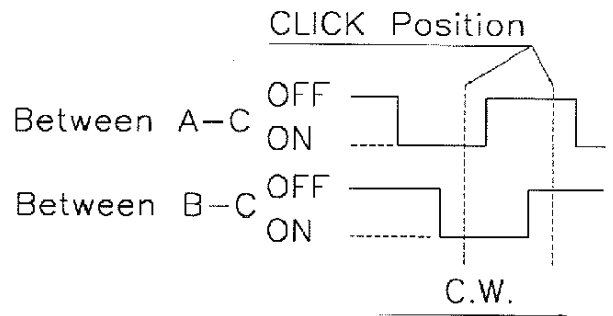 CLICK Position
OFF
Between A-C
ON
OFF
Between B-C
ON
C.W.